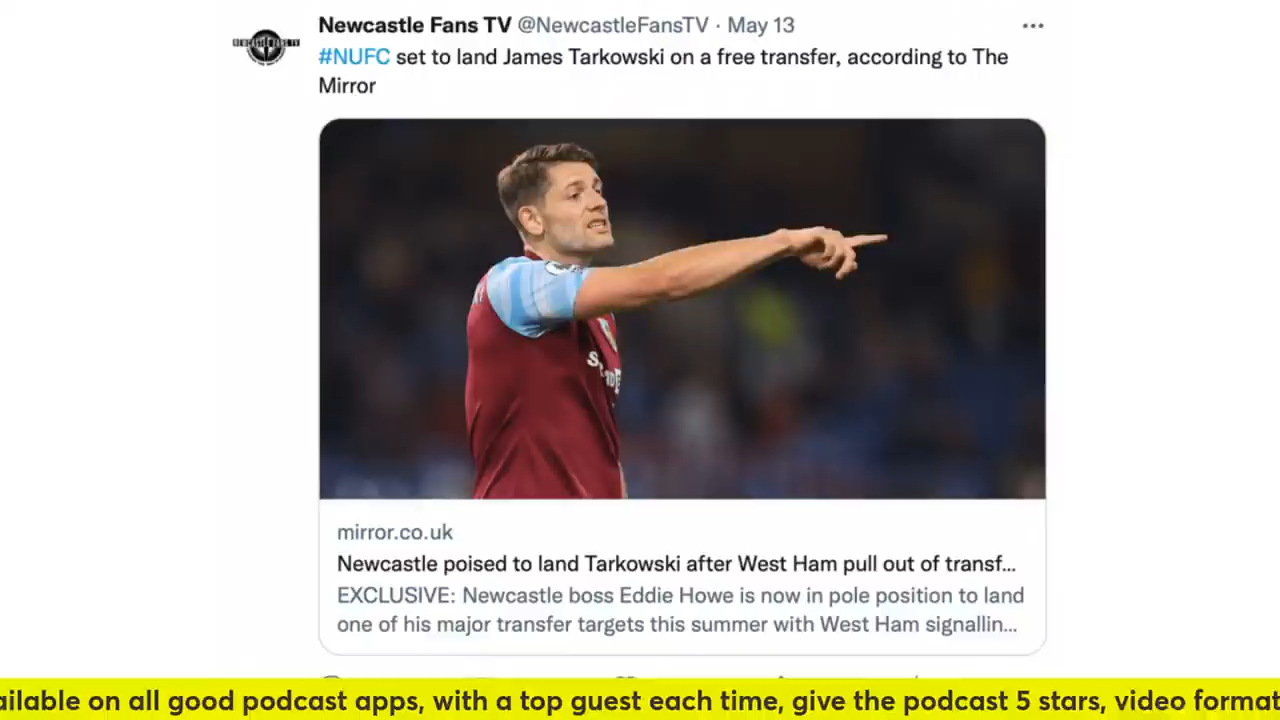 Newcastle Fans TV @NewcastleFansTV · May 13
#NUFC set to land James Tarkowski on a free transfer, according to The
Mirror
mirror.co.uk
Newcastle poised to land Tarkowski after West Ham pull out of transf...
EXCLUSIVE: Newcastle boss Eddie Howe is now in pole position to land
one of his major transfer targets this summer with West Ham signallin...
ailable on all good podcast apps, with a top guest each time, give the podcast 5 stars, video format